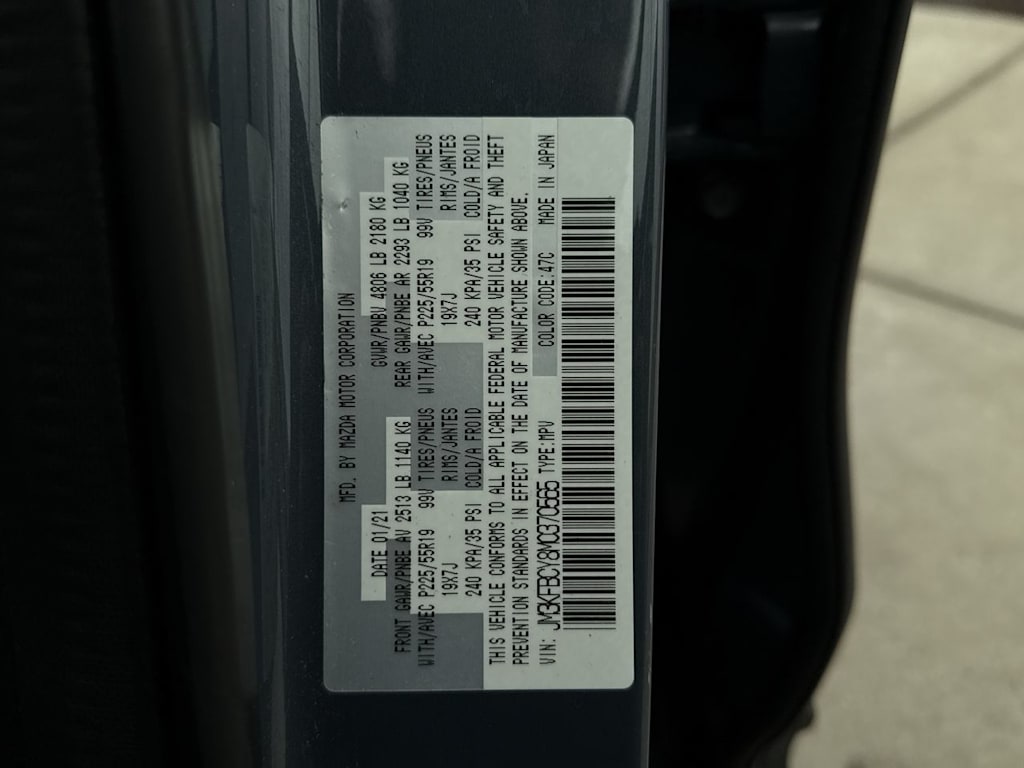 MFD. BY MAZDA MOTOR CORPORATION
DATE 01/21 GVWR/PNBV 4806 LB 2180 KG
FRONT GAWR/PNBE AV 2513 LB 1140 KG REAR GAWR/PNBE AR 2293 LB 1040 KG
WITH/AVEC P225/55R19 99V TIRES/PNEUS WITH/AVEC P225/55R19 99V TIRES/PNEUS
19X7J RIMS/JANTES 19X7J RIMS/JANTES
240 KPA/35 PSI COLD/A FROID 240 KPA/35 PSI COLD/A FROID
THIS VEHICLE CONFORMS TO ALL APPLICABLE FEDERAL MOTOR VEHICLE SAFETY AND THEFT
PREVENTION STANDARDS IN EFFECT ON THE DATE OF MANUFACTURE SHOWN ABOVE.
VIN: JM3KFBCY8M0370565 TYPE:MPV COLOR CODE:47C MADE IN JAPAN